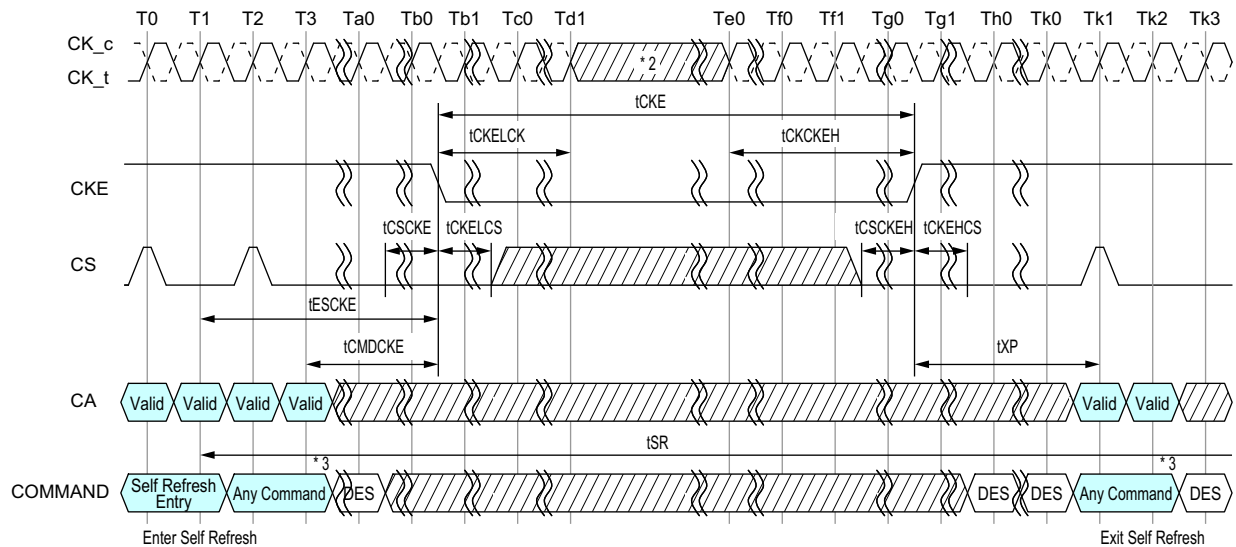 T0 T1 T2 T3 Ta0 Tb0 Tb1 Tc0 Td1 Te0 Tf0 Tf1 Tg0 Tg1 Th0 Tk0 Tk1 Tk2 Tk3
CK_c
CK_t
* 2
tCKE
tCKELCK tCKCKEH
CKE
tCSCKE tCKELCS tCSCKEH tCKEHCS
CS
tESCKE
tCMDCKE tXP
CA Valid Valid Valid Valid Valid Valid
tSR
* 3 * 3
COMMAND Self Refresh Entry Any Command DES DES DES Any Command DES
Enter Self Refresh Exit Self Refresh